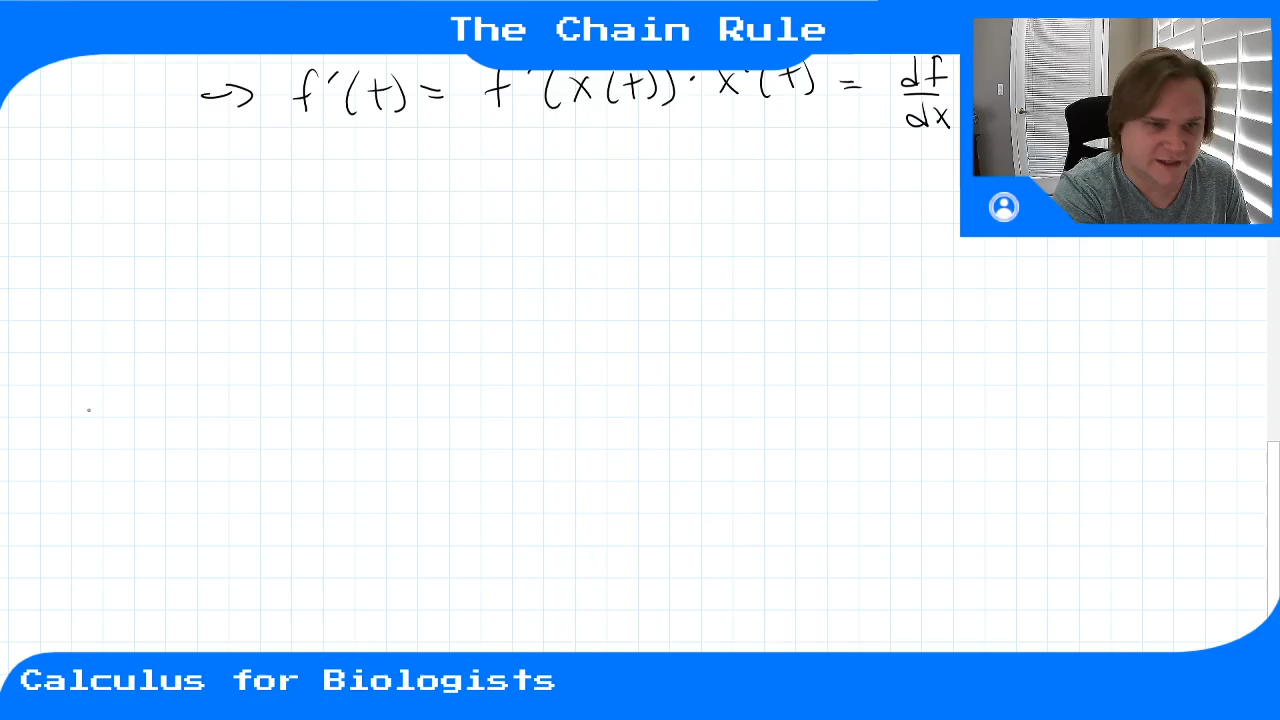 The Chain Rule
→ f'(t) = f'(x(t)) · x'(t) = df/dx
Calculus for Biologists